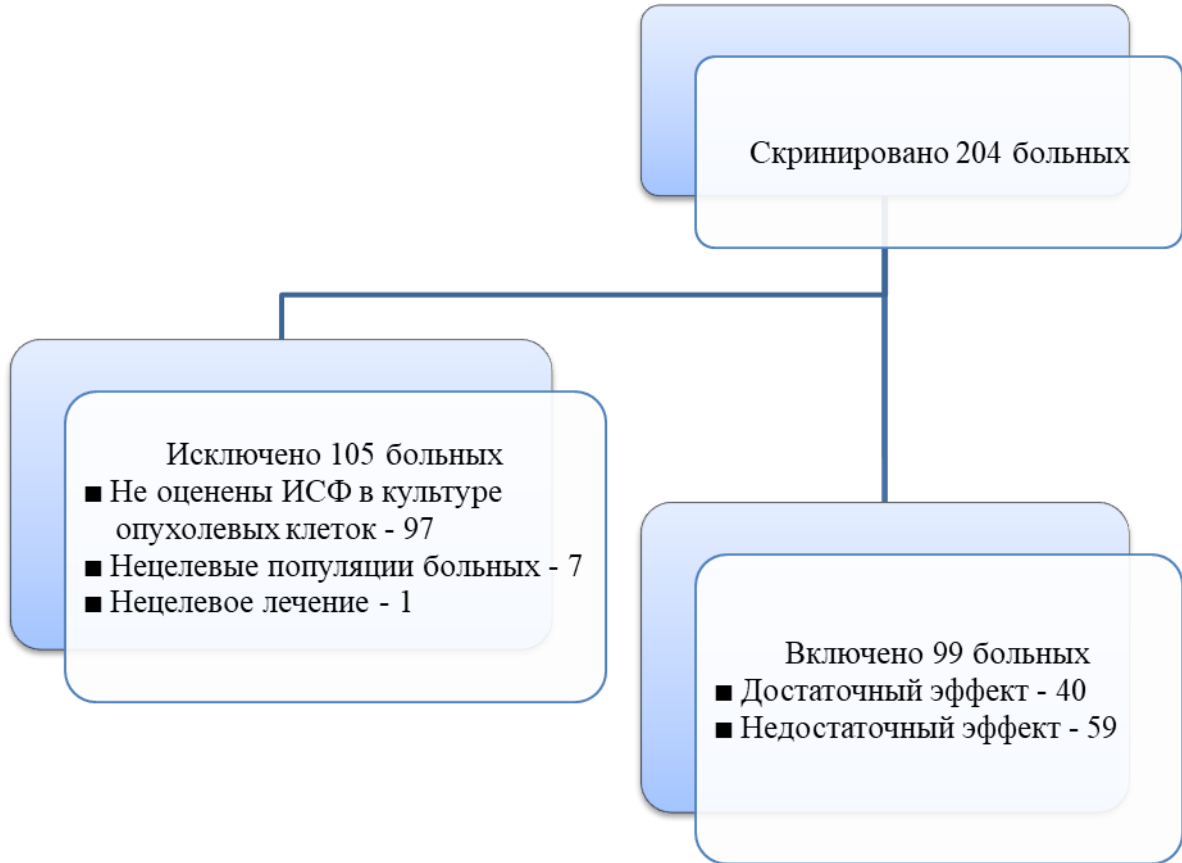 Скринировано 204 больных
Исключено 105 больных
■ Не оценены ИСФ в культуре
опухолевых клеток - 97
■ Нецелевые популяции больных - 7
■ Нецелевое лечение - 1
Включено 99 больных
■ Достаточный эффект - 40
■ Недостаточный эффект - 59